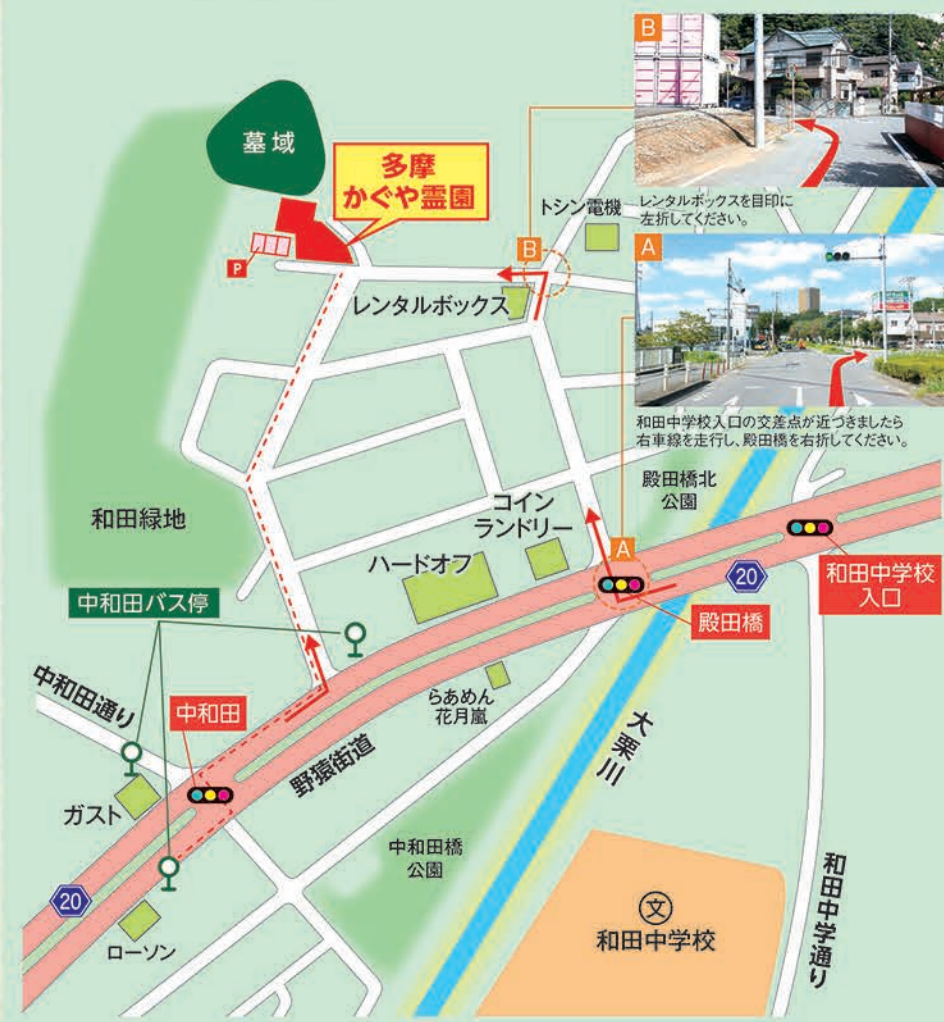 B
レンタルボックスを目印に
左折してください。
A
和田中学校入口の交差点が近づきましたら
右車線を走行し、殿田橋を右折してください。
墓域
多摩
かぐや霊園
P
トシン電機
B
レンタルボックス
和田緑地
殿田橋北
公園
コイン
ランドリー
ハードオフ
A
20
和田中学校
入口
殿田橋
中和田バス停
中和田通り
中和田
らあめん
花月嵐
野猿街道
大栗川
ガスト
中和田橋
公園
20
ローソン
文
和田中学校
和田中学通り